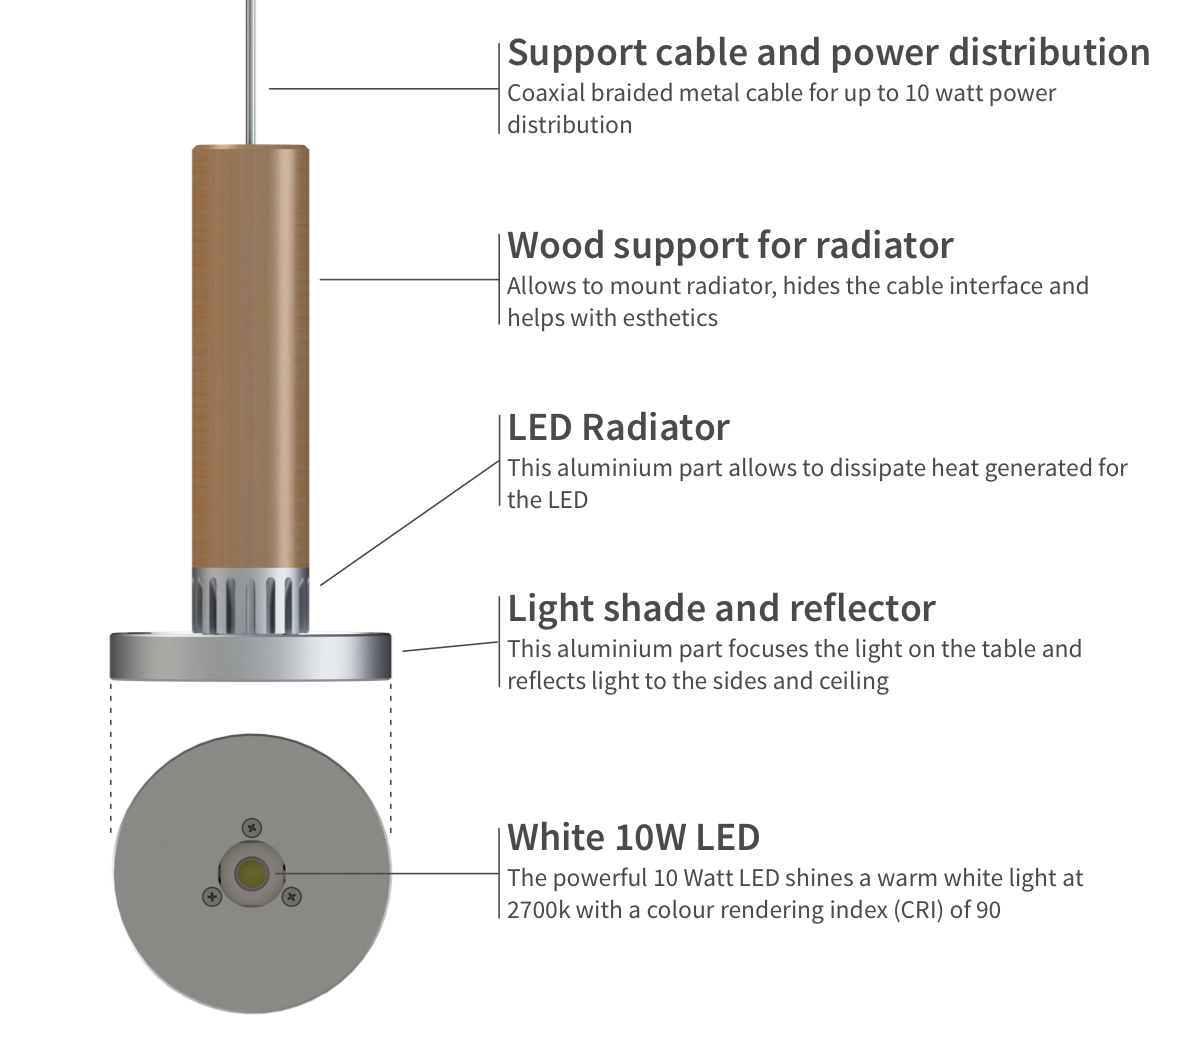 Support cable and power distribution
Coaxial braided metal cable for up to 10 watt power
distribution
Wood support for radiator
Allows to mount radiator, hides the cable interface and
helps with esthetics
LED Radiator
This aluminium part allows to dissipate heat generated for
the LED
Light shade and reflector
This aluminium part focuses the light on the table and
reflects light to the sides and ceiling
White 10W LED
The powerful 10 Watt LED shines a warm white light at
2700k with a colour rendering index (CRI) of 90